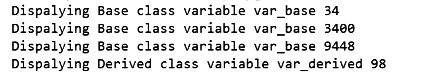 Dispalying Base class variable var_base 34
Dispalying Base class variable var_base 3400
Dispalying Base class variable var_base 9448
Dispalying Derived class variable var_derived 98